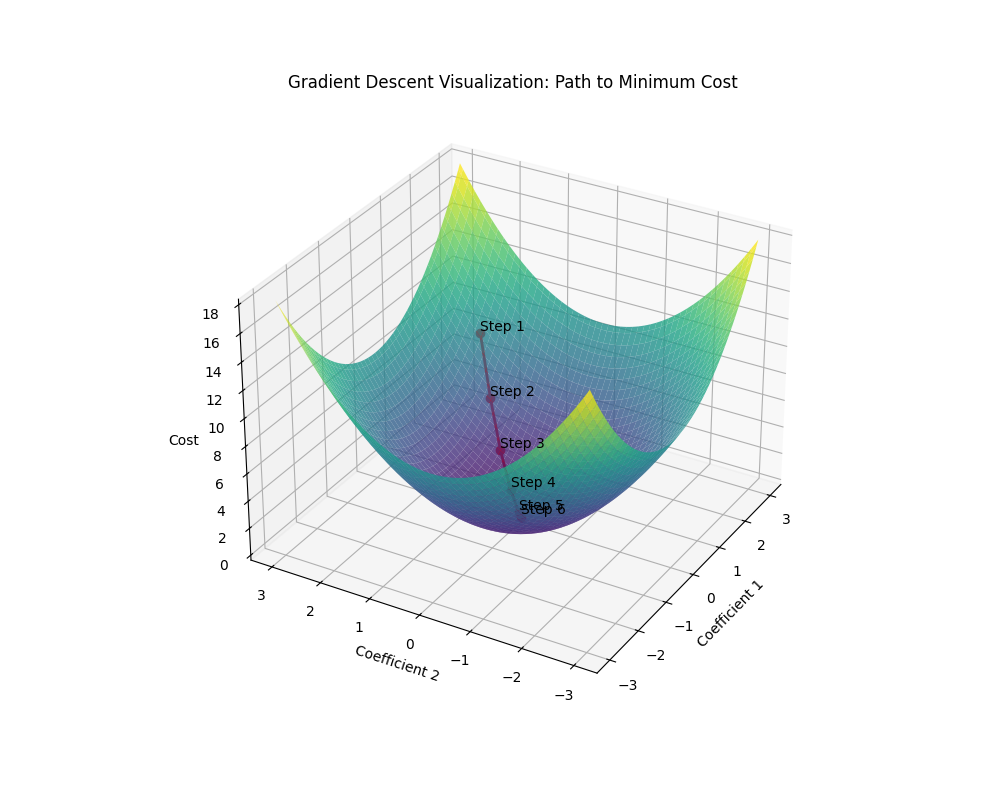 Gradient Descent Visualization: Path to Minimum Cost
Step 1
Step 2
Step 3
Step 4
Step 5
Step 6
Cost
18
16
14
12
10
8
6
4
2
0
3
2
1
0
−1
−2
−3
Coefficient 2
3
2
1
0
−1
−2
−3
Coefficient 1